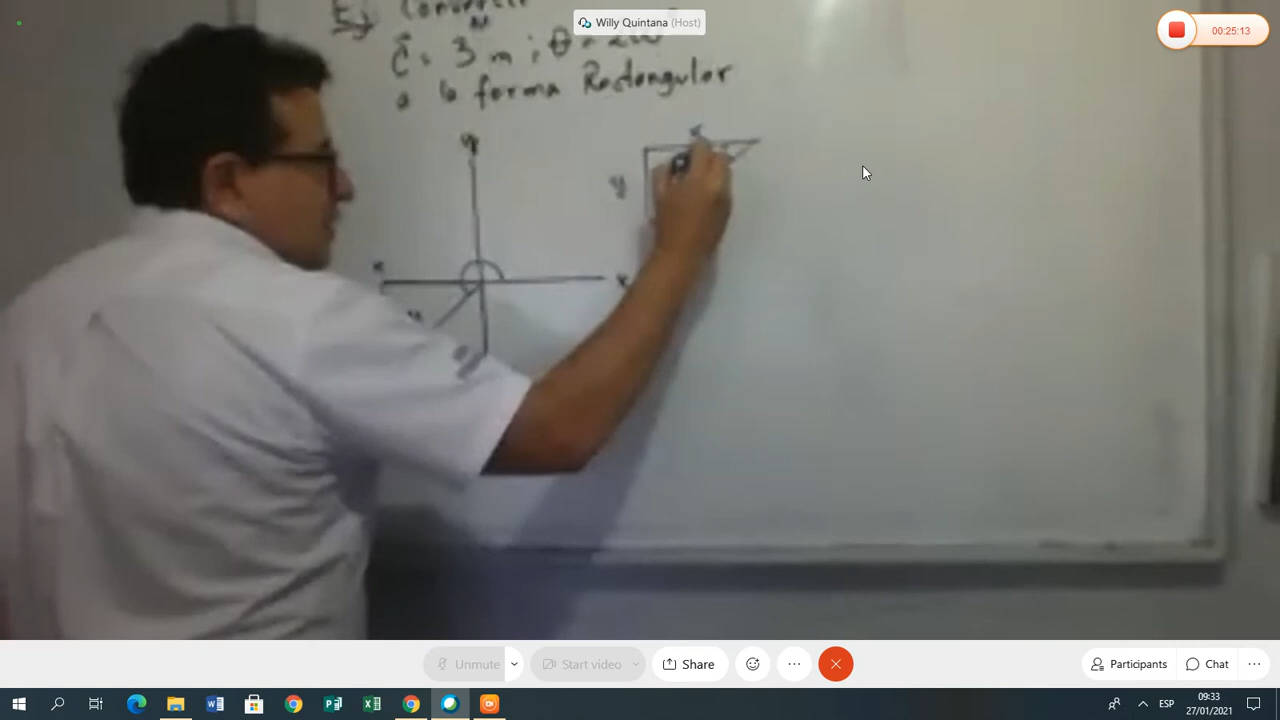 Willy Quintana (Host)
00:25:13
Ej Convertir
C = 3 m ; θ =
a la forma Rectangular
y
x
y
x
x
Unmute
Start video
Share
Participants
Chat
ESP
09:33
27/01/2021